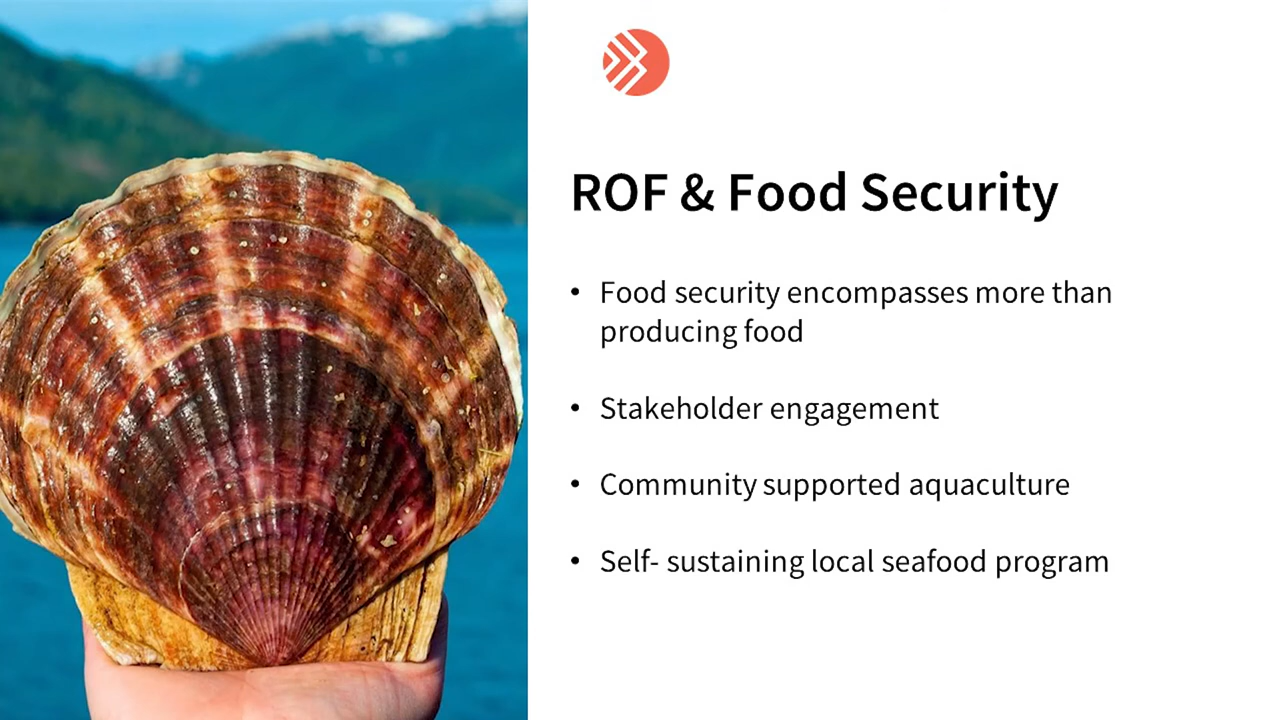 ROF & Food Security
• Food security encompasses more than
producing food
• Stakeholder engagement
• Community supported aquaculture
• Self- sustaining local seafood program